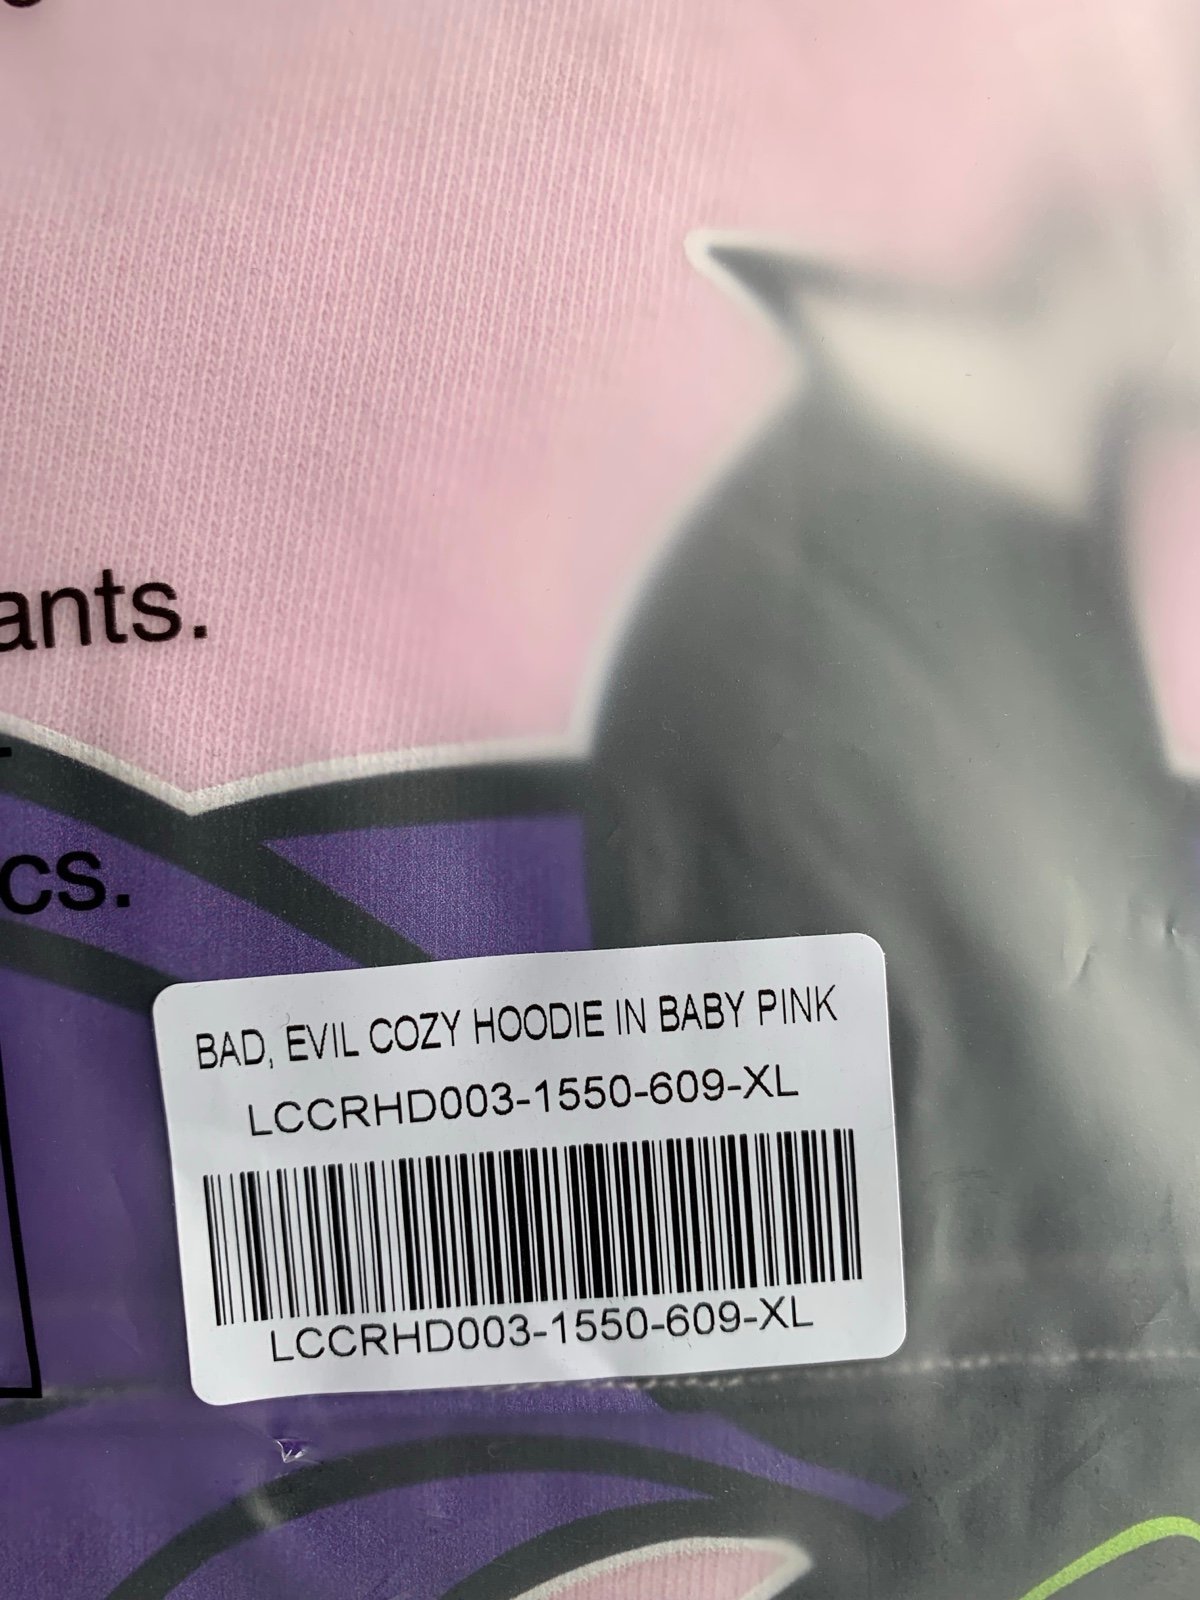 ants.
cs.
BAD, EVIL COZY HOODIE IN BABY PINK
LCCRHD003-1550-609-XL
LCCRHD003-1550-609-XL